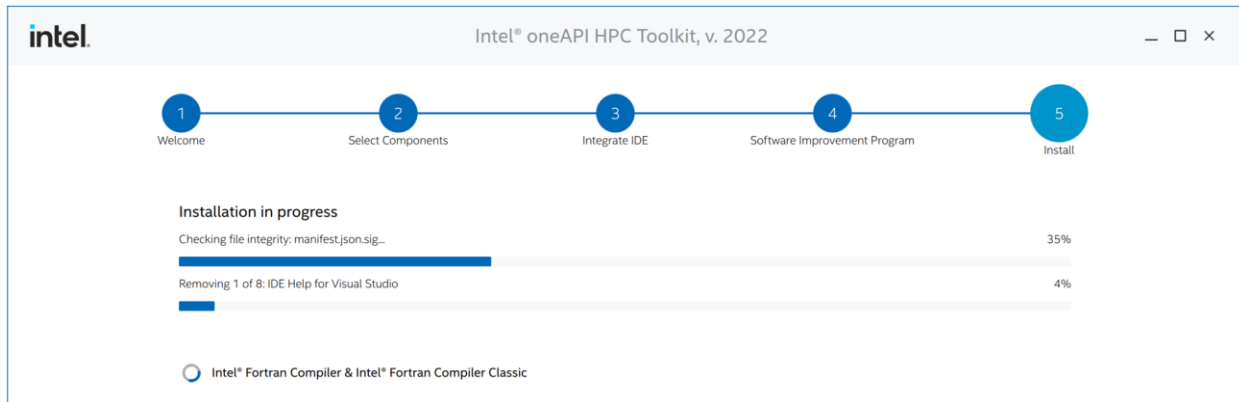 intel.
Intel® oneAPI HPC Toolkit, v. 2022
1 2 3 4 5
Welcome Select Components Integrate IDE Software Improvement Program Install
Installation in progress
Checking file integrity: manifest.json.sig... 35%
Removing 1 of 8: IDE Help for Visual Studio 4%
Intel® Fortran Compiler & Intel® Fortran Compiler Classic